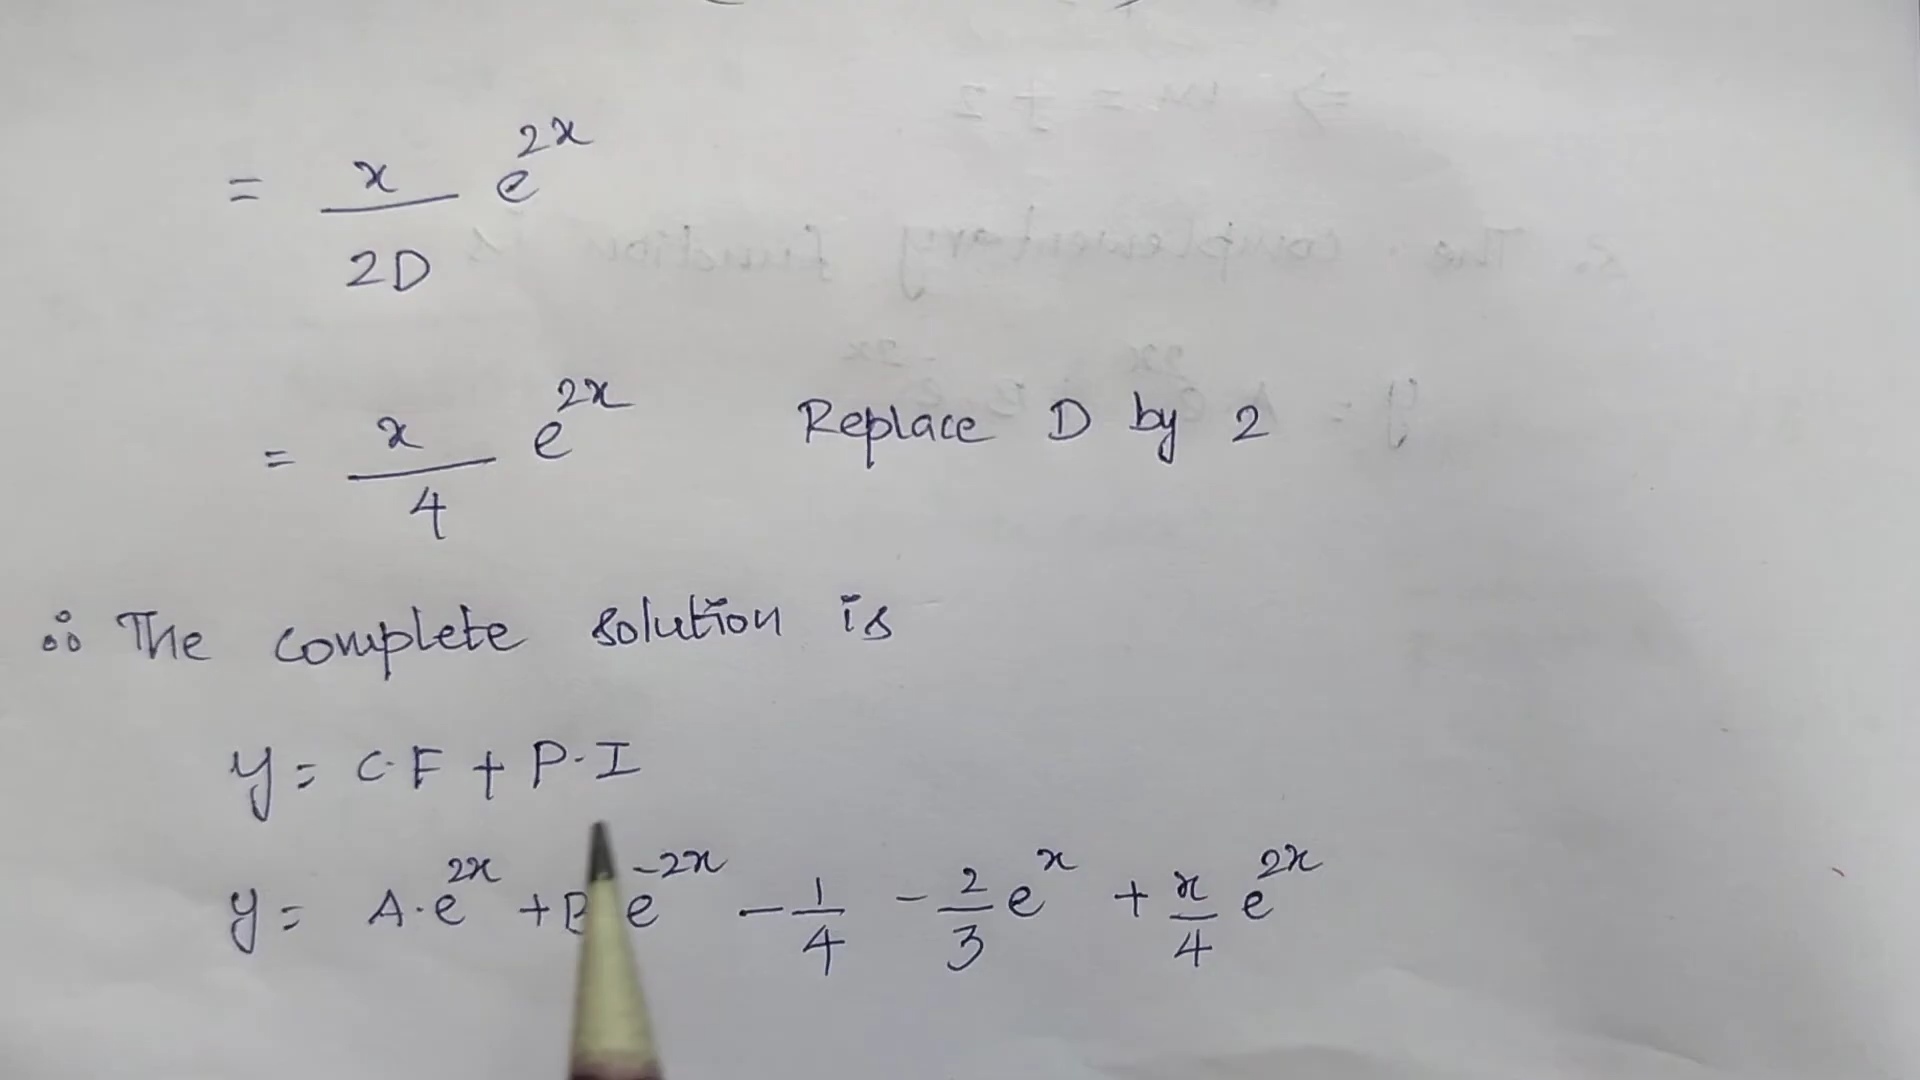 = x/2D e^{2x}
= x/4 e^{2x} Replace D by 2
∴ The complete solution is
y = C.F + P.I
y = A.e^{2x} + B e^{-2x} - 1/4 - 2/3 e^{x} + x/4 e^{2x}